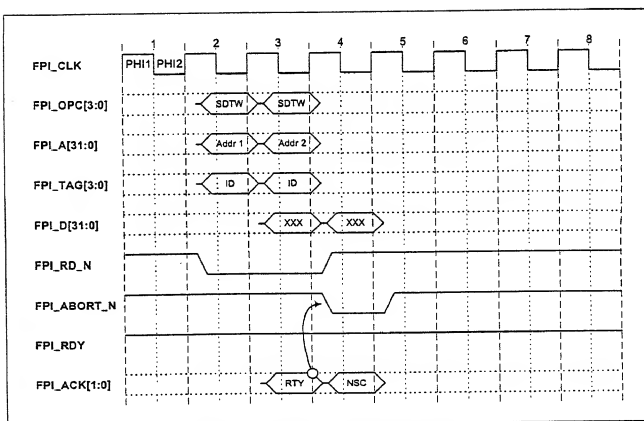 1 2 3 4 5 6 7 8
FPI_CLK PHI1 PHI2
FPI_OPC[3:0] SDTW SDTW
FPI_A[31:0] Addr 1 Addr 2
FPI_TAG[3:0] ID ID
FPI_D[31:0] XXX XXX
FPI_RD_N
FPI_ABORT_N
FPI_RDY
FPI_ACK[1:0] RTY NSC